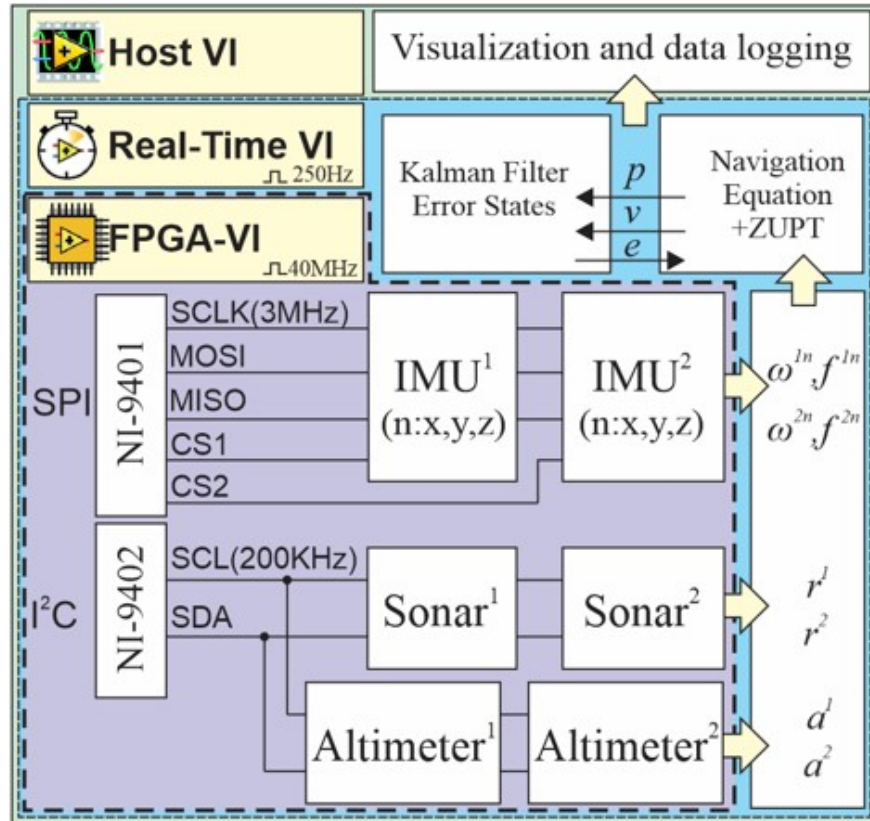 Host VI
Visualization and data logging
Real-Time VI
250Hz
Kalman Filter
Error States
p
v
e
Navigation
Equation
+ZUPT
FPGA-VI
40MHz
SPI
NI-9401
SCLK(3MHz)
MOSI
MISO
CS1
CS2
IMU¹
(n:x,y,z)
IMU²
(n:x,y,z)
ω¹ⁿ,f¹ⁿ
ω²ⁿ,f²ⁿ
I²C
NI-9402
SCL(200KHz)
SDA
Sonar¹
Sonar²
r¹
r²
Altimeter¹
Altimeter²
a¹
a²